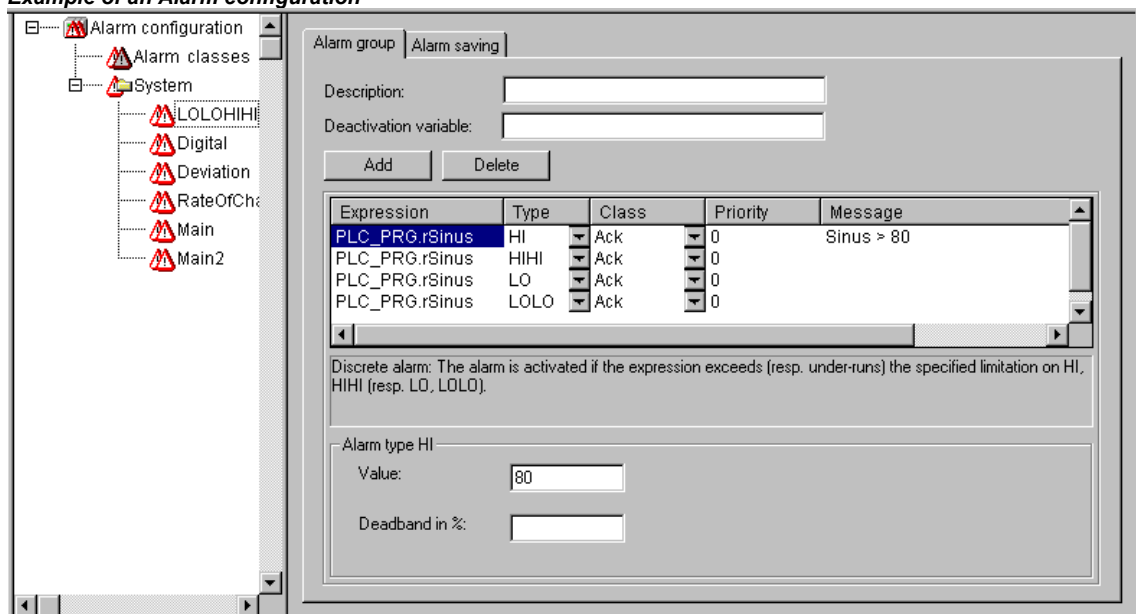 Example of an Alarm configuration
Alarm configuration
Alarm classes
System
LOLOHIHI
Digital
Deviation
RateOfCha
Main
Main2
Alarm group
Alarm saving
Description:
Deactivation variable:
Add
Delete
Expression Type Class Priority Message
PLC_PRG.rSinus HI Ack 0 Sinus > 80
PLC_PRG.rSinus HIHI Ack 0
PLC_PRG.rSinus LO Ack 0
PLC_PRG.rSinus LOLO Ack 0
Discrete alarm: The alarm is activated if the expression exceeds (resp. under-runs) the specified limitation on HI,
HIHI (resp. LO, LOLO).
Alarm type HI
Value:
80
Deadband in %: